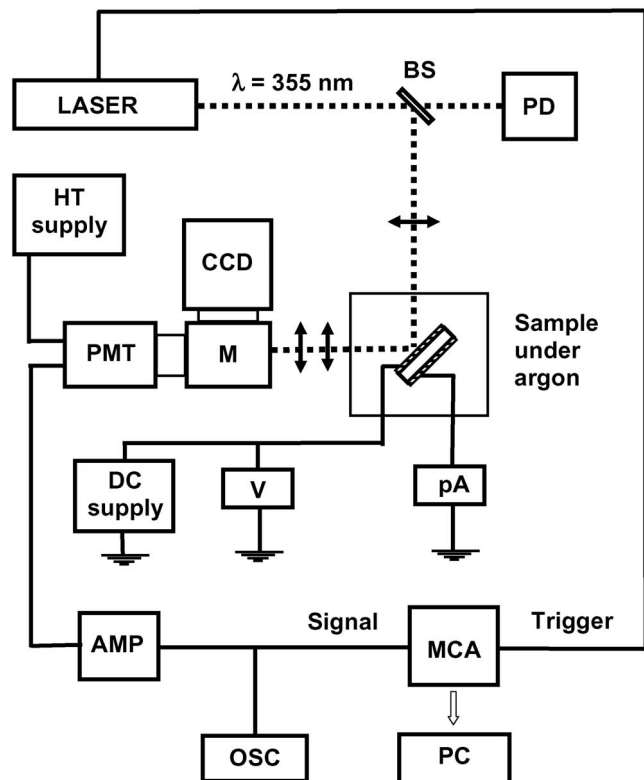 LASER
λ = 355 nm
BS
PD
HT
supply
CCD
PMT
M
Sample
under
argon
DC
supply
V
pA
AMP
Signal
MCA
Trigger
OSC
PC